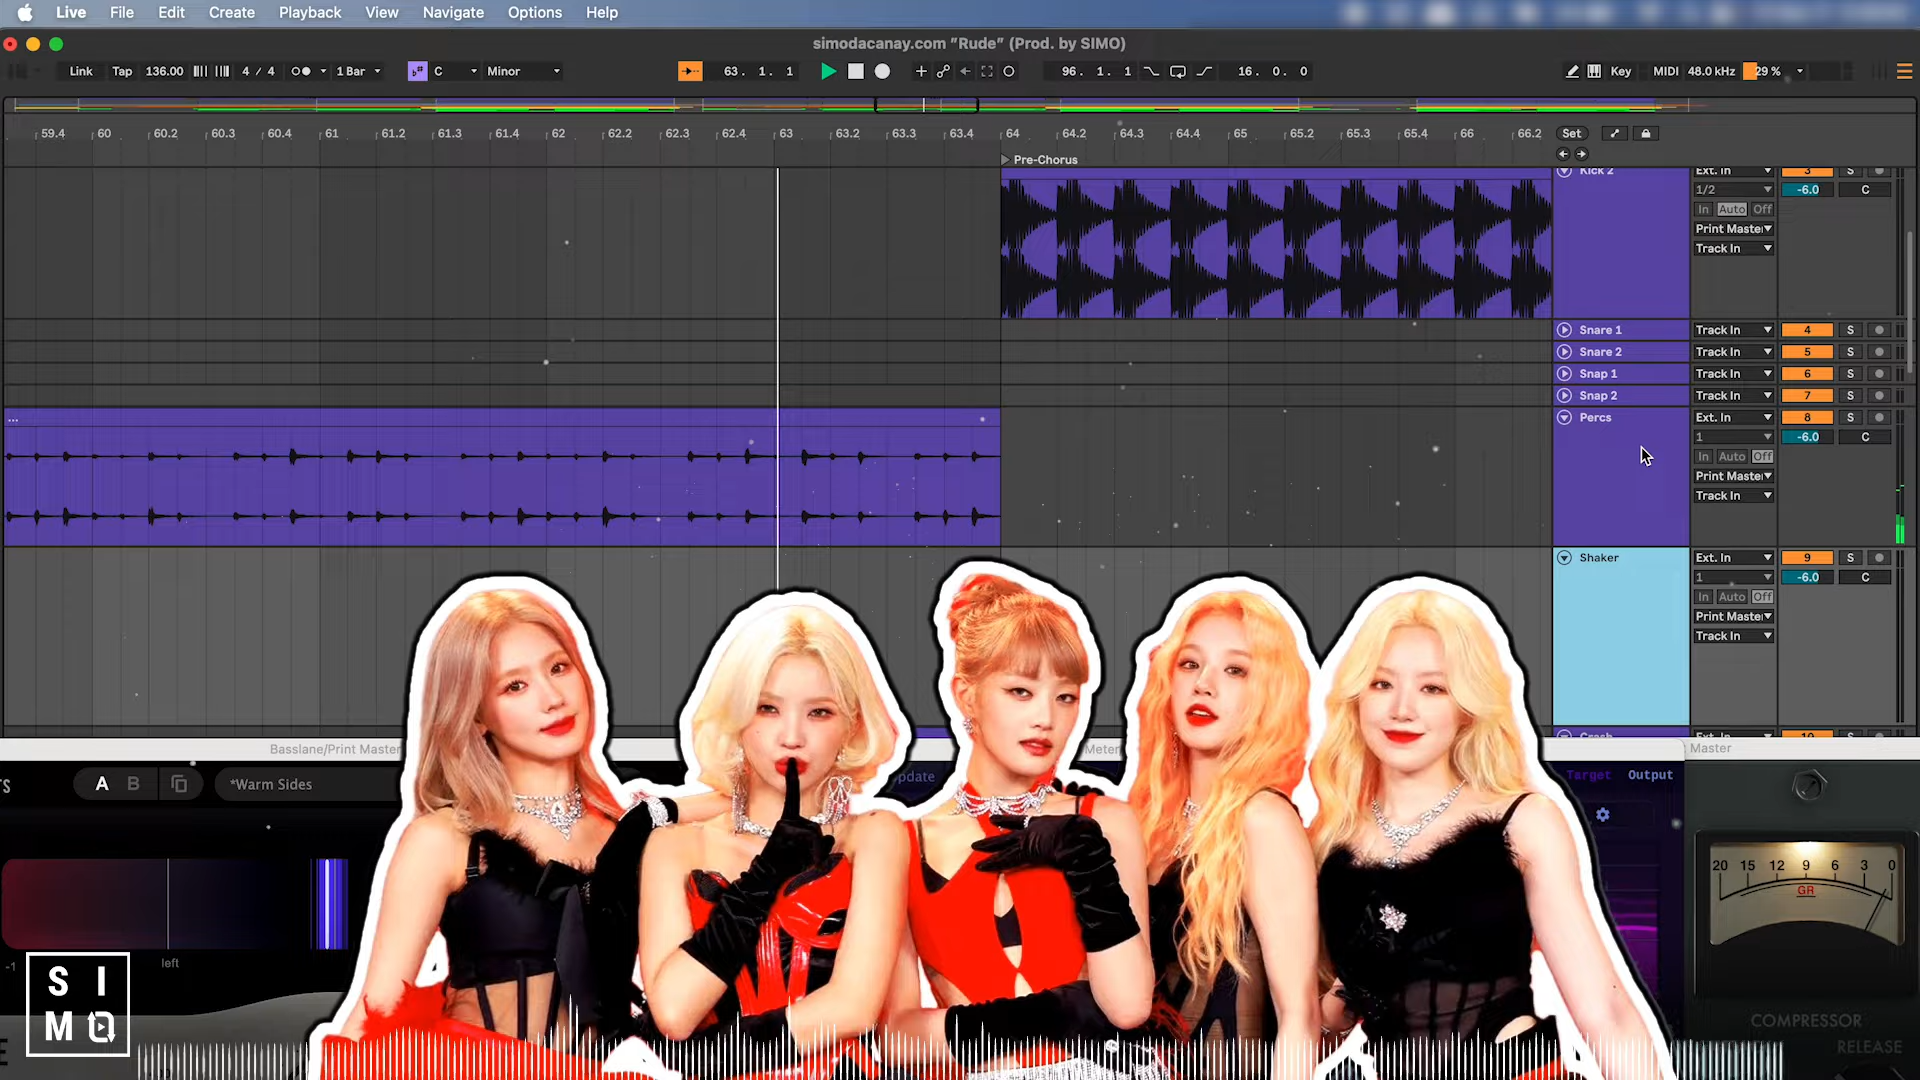 Live File Edit Create Playback View Navigate Options Help
simodacanay.com "Rude" (Prod. by SIMO)
Link Tap 136.00 4 / 4 1 Bar C Minor 63. 1. 1 96. 1. 1 16. 0. 0 Key MIDI 48.0 kHz 29 %
59.4 60 60.2 60.3 60.4 61 61.2 61.3 61.4 62 62.2 62.3 62.4 63 63.2 63.3 63.4 64 64.2 64.3 64.4 65 65.2 65.3 65.4 66 66.2 Set
Pre-Chorus
Kick 2 Ext. In 3 S
1/2 -6.0 C
In Auto Off
Print Master
Track In
Snare 1 Track In 4 S
Snare 2 Track In 5 S
Snap 1 Track In 6 S
Snap 2 Track In 7 S
...
Percs Ext. In 8 S
1 -6.0 C
In Auto Off
Print Master
Track In
Shaker Ext. In 9 S
1 -6.0 C
In Auto Off
Print Master
Track In
Crash 10 S
Basslane/Print Master Meter Master
A B *Warm Sides Target Output
20 15 12 9 6 3 0
GR
-1 left
S I
M O
COMPRESSOR
RELEASE